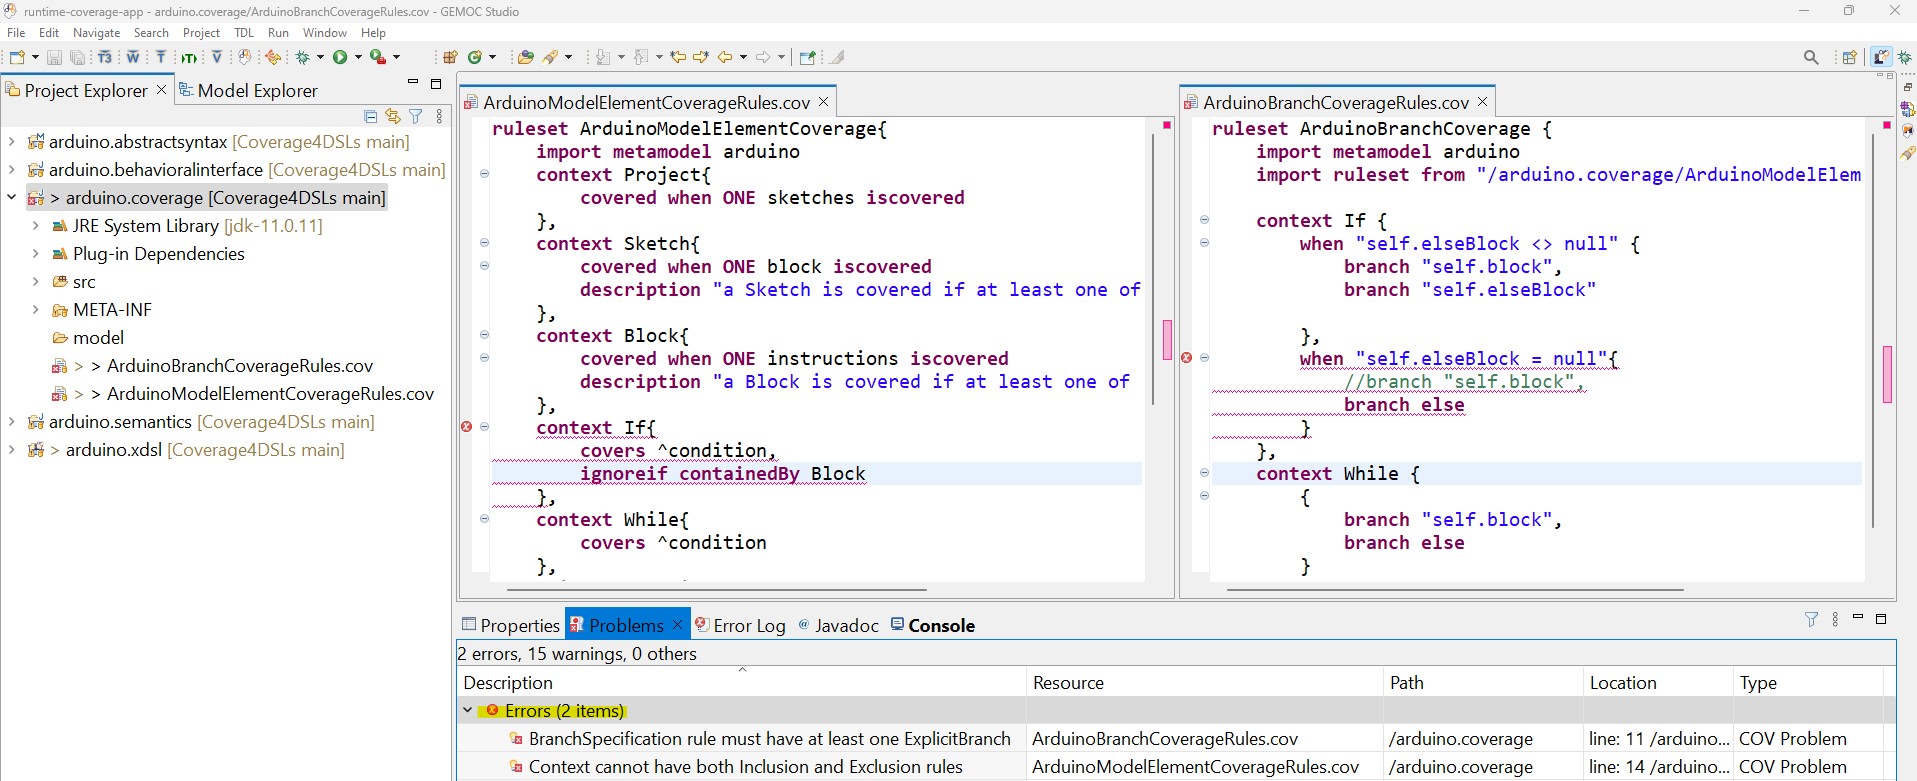 runtime-coverage-app - arduino.coverage/ArduinoBranchCoverageRules.cov - GEMOC Studio
File Edit Navigate Search Project TDL Run Window Help
Project Explorer
Model Explorer
arduino.abstractsyntax [Coverage4DSLs main]
arduino.behavioralinterface [Coverage4DSLs main]
> arduino.coverage [Coverage4DSLs main]
JRE System Library [jdk-11.0.11]
Plug-in Dependencies
src
META-INF
model
> > ArduinoBranchCoverageRules.cov
> > ArduinoModelElementCoverageRules.cov
arduino.semantics [Coverage4DSLs main]
> arduino.xdsl [Coverage4DSLs main]
ArduinoModelElementCoverageRules.cov
ruleset ArduinoModelElementCoverage{
import metamodel arduino
context Project{
covered when ONE sketches iscovered
},
context Sketch{
covered when ONE block iscovered
description "a Sketch is covered if at least one of
},
context Block{
covered when ONE instructions iscovered
description "a Block is covered if at least one of
},
context If{
covers ^condition,
ignoreif containedBy Block
},
context While{
covers ^condition
},
ArduinoBranchCoverageRules.cov
ruleset ArduinoBranchCoverage {
import metamodel arduino
import ruleset from "/arduino.coverage/ArduinoModelElem
context If {
when "self.elseBlock <> null" {
branch "self.block",
branch "self.elseBlock"
},
when "self.elseBlock = null"{
//branch "self.block",
branch else
}
},
context While {
{
branch "self.block",
branch else
}
Properties Problems Error Log Javadoc Console
2 errors, 15 warnings, 0 others
Description Resource Path Location Type
Errors (2 items)
BranchSpecification rule must have at least one ExplicitBranch ArduinoBranchCoverageRules.cov /arduino.coverage line: 11 /arduino... COV Problem
Context cannot have both Inclusion and Exclusion rules ArduinoModelElementCoverageRules.cov /arduino.coverage line: 14 /arduino... COV Problem